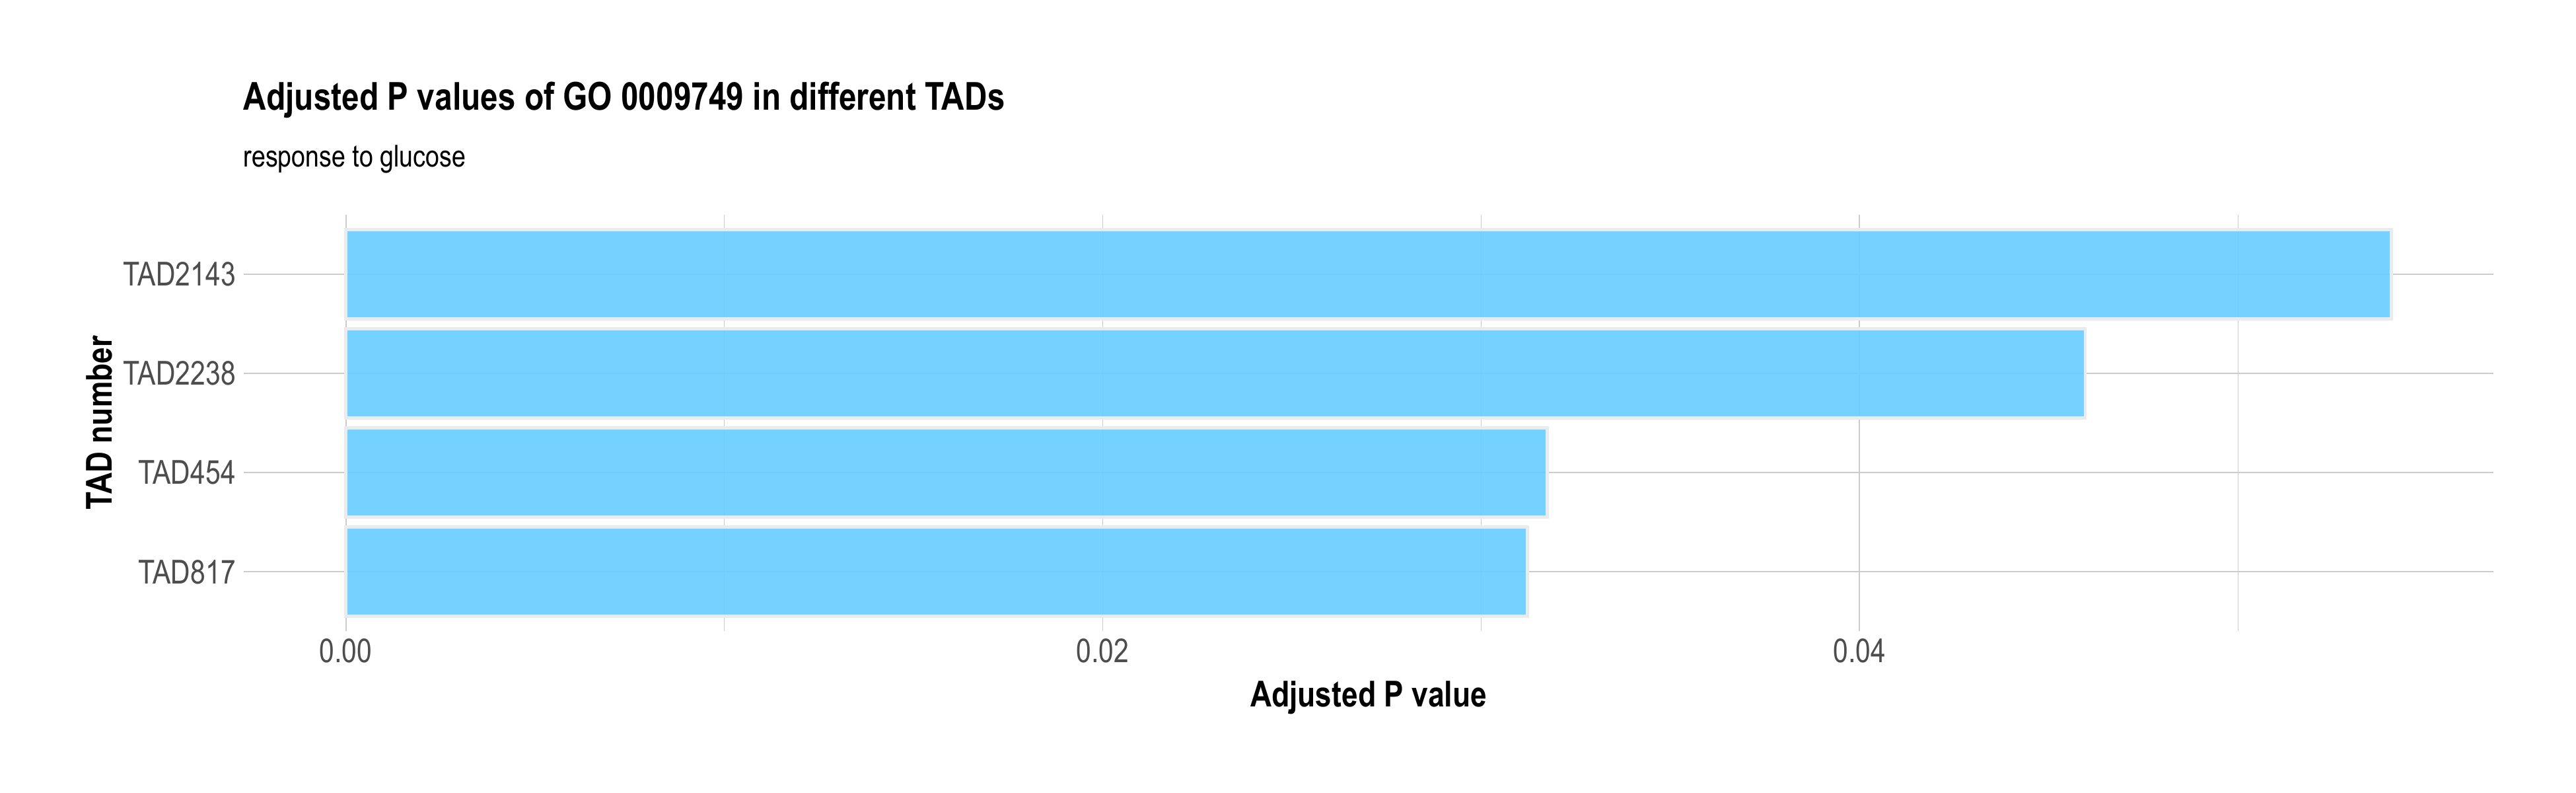 Adjusted P values of GO 0009749 in different TADs
response to glucose
TAD number
TAD2143
TAD2238
TAD454
TAD817
0.00
0.02
0.04
Adjusted P value